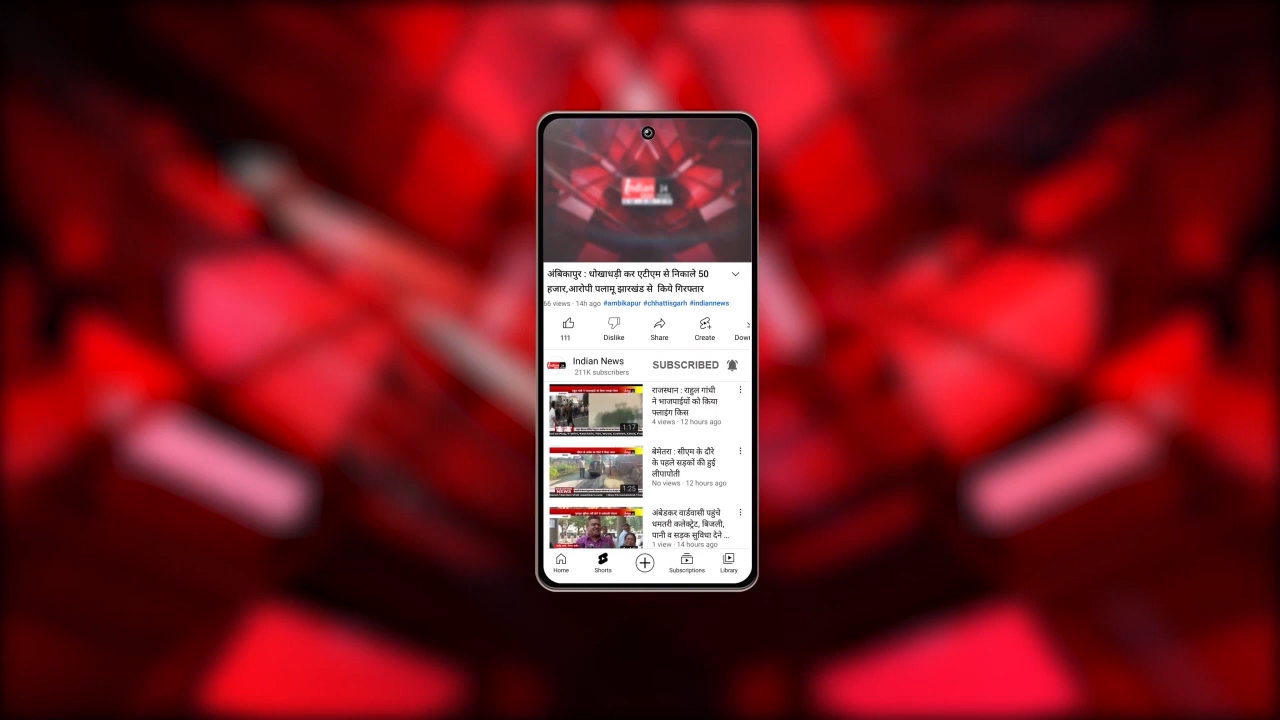 Indian 24
अंबिकापुर : धोखाधड़ी कर एटीएम से निकाले 50
हजार,आरोपी पलामू झारखंड से किये गिरफ्तार
66 views · 14h ago #ambikapur #chhattisgarh #indiannews
111 Dislike Share Create Down
Indian News
211K subscribers
SUBSCRIBED
राजस्थान : राहुल गांधी
ने भाजपाईयों को किया
फ्लाइंग किस
4 views · 12 hours ago
1:17
बेमेतरा : सीएम के दौरे
के पहले सड़कों की हुई
लीपापोती
No views · 12 hours ago
1:25
अंबेडकर वार्डवासी पहुंचे
धमतरी कलेक्ट्रेट, बिजली,
पानी व सड़क सुविधा देने ...
1 view · 14 hours ago
Home Shorts Subscriptions Library